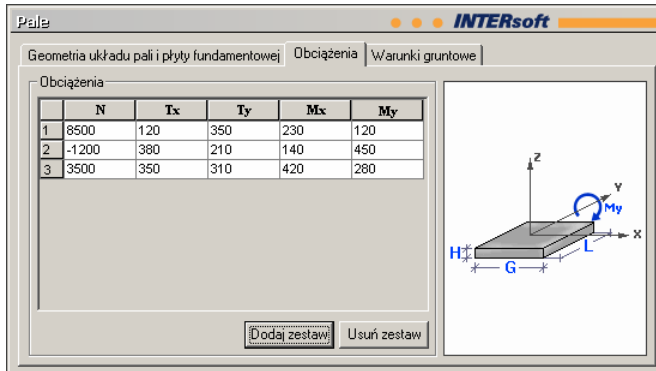 Pale
INTERsoft
Geometria układu pali i płyty fundamentowej Obciążenia Warunki gruntowe
Obciążenia
N Tx Ty Mx My
1 8500 120 350 230 120
2 -1200 380 210 140 450
3 3500 350 310 420 280
Z
Y
My
X
H
L
G
Dodaj zestaw Usuń zestaw